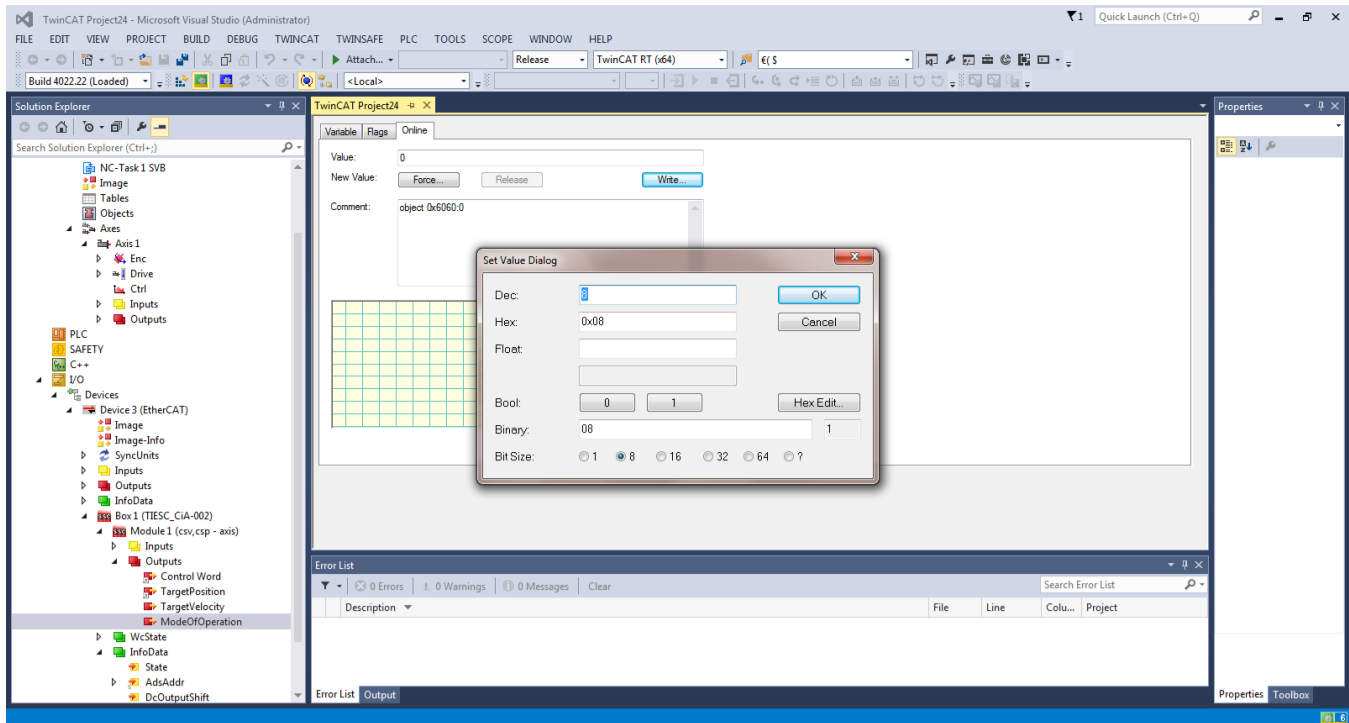 TwinCAT Project24 - Microsoft Visual Studio (Administrator)
1
Quick Launch (Ctrl+Q)
FILE EDIT VIEW PROJECT BUILD DEBUG TWINCAT TWINSAFE PLC TOOLS SCOPE WINDOW HELP
Attach... Release TwinCAT RT (x64) €( $
Build 4022.22 (Loaded) <Local>
Solution Explorer
Search Solution Explorer (Ctrl+;)
NC-Task 1 SVB
Image
Tables
Objects
Axes
Axis 1
Enc
Drive
Ctrl
Inputs
Outputs
PLC
SAFETY
C++
I/O
Devices
Device 3 (EtherCAT)
Image
Image-Info
SyncUnits
Inputs
Outputs
InfoData
Box 1 (TIESC_CiA-002)
Module 1 (csv,csp - axis)
Inputs
Outputs
Control Word
TargetPosition
TargetVelocity
ModeOfOperation
WcState
InfoData
State
AdsAddr
DcOutputShift
TwinCAT Project24
Variable Flags Online
Value: 0
New Value: Force... Release Write...
Comment: object 0x6060:0
Set Value Dialog
Dec: 8 OK
Hex: 0x08 Cancel
Float:
Bool: 0 1 Hex Edit...
Binary: 08 1
Bit Size: 1 8 16 32 64 ?
Error List
0 Errors 0 Warnings 0 Messages Clear
Search Error List
Description File Line Colu... Project
Error List Output
Properties
Properties Toolbox
6